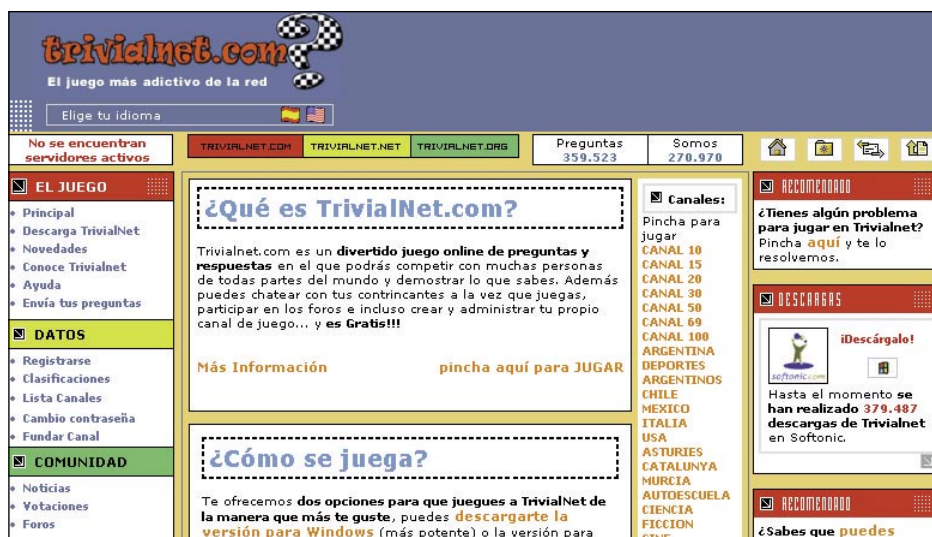 trivialnet.com
El juego más adictivo de la red
Elige tu idioma
No se encuentran
servidores activos
TRIVIALNET.COM
TRIVIALNET.NET
TRIVIALNET.ORG
Preguntas
359.523
Somos
270.970
EL JUEGO
Principal
Descarga TrivialNet
Novedades
Conoce Trivialnet
Ayuda
Envía tus preguntas
DATOS
Registrarse
Clasificaciones
Lista Canales
Cambio contraseña
Fundar Canal
COMUNIDAD
Noticias
Votaciones
Foros
¿Qué es TrivialNet.com?
Trivialnet.com es un divertido juego online de preguntas y
respuestas en el que podrás competir con muchas personas
de todas partes del mundo y demostrar lo que sabes. Además
puedes chatear con tus contrincantes a la vez que juegas,
participar en los foros e incluso crear y administrar tu propio
canal de juego... y es Gratis!!!
Más Información
pincha aquí para JUGAR
¿Cómo se juega?
Te ofrecemos dos opciones para que juegues a TrivialNet de
la manera que más te guste, puedes descargarte la
versión para Windows (más potente) o la versión para
Canales:
Pincha para
jugar
CANAL 10
CANAL 15
CANAL 20
CANAL 30
CANAL 50
CANAL 69
CANAL 100
ARGENTINA
DEPORTES
ARGENTINOS
CHILE
MEXICO
ITALIA
USA
ASTURIES
CATALUNYA
MURCIA
AUTOESCUELA
CIENCIA
FICCION
CINE
RECOMENDADO
¿Tienes algún problema
para jugar en Trivialnet?
Pincha aquí y te lo
resolvemos.
DESCARGAS
softonic.com
¡Descárgalo!
Hasta el momento se
han realizado 379.487
descargas de Trivialnet
en Softonic.
RECOMENDADO
¿Sabes que puedes